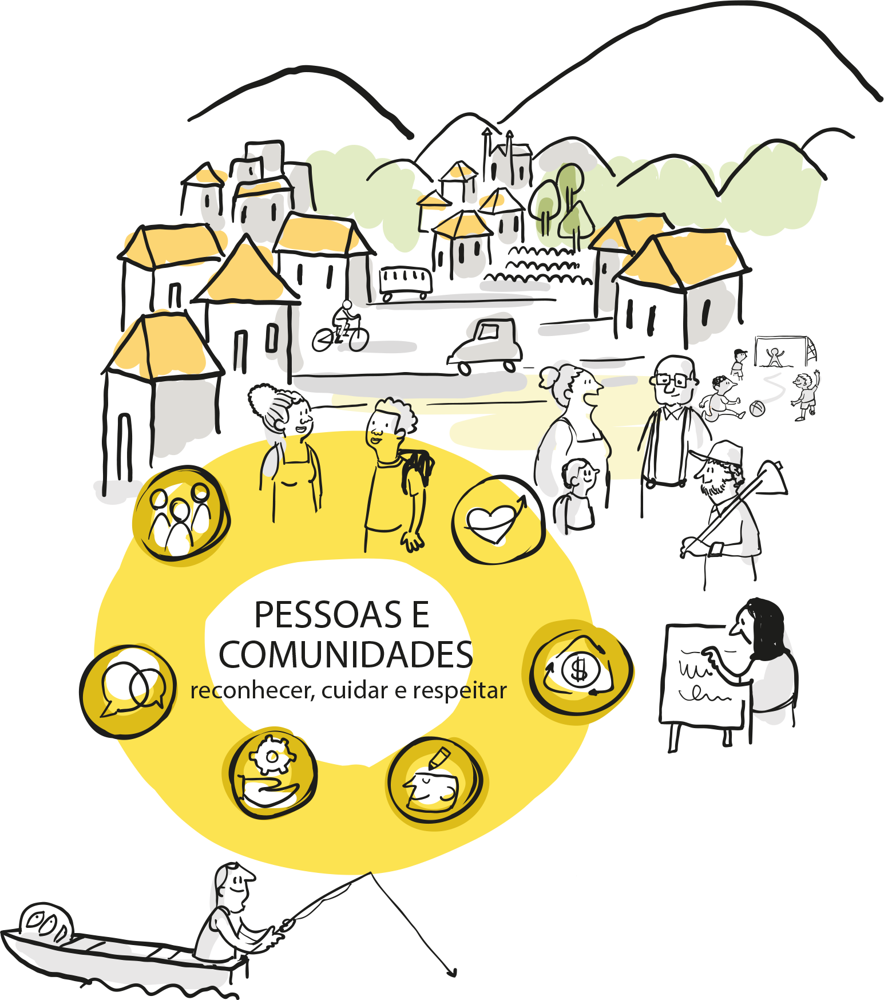 PESSOAS E
COMUNIDADES
reconhecer, cuidar e respeitar
$